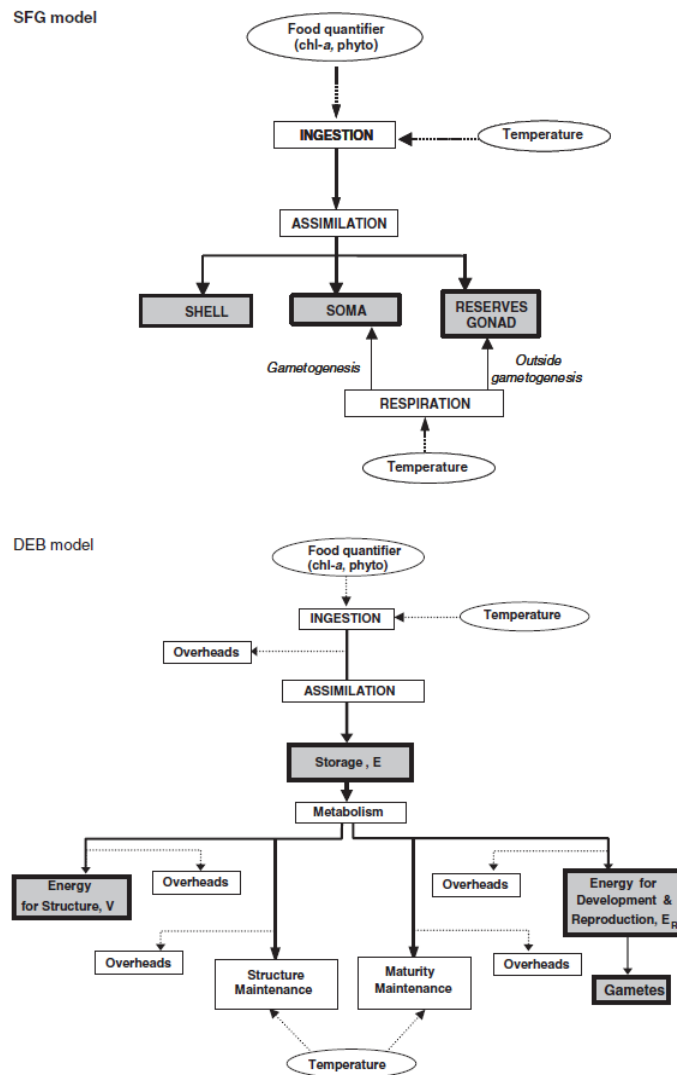 SFG model
Food quantifier
(chl-a, phyto)
INGESTION
Temperature
ASSIMILATION
SHELL
SOMA
RESERVES
GONAD
Gametogenesis
Outside
gametogenesis
RESPIRATION
Temperature
DEB model
Food quantifier
(chl-a, phyto)
INGESTION
Temperature
Overheads
ASSIMILATION
Storage , E
Metabolism
Energy
for Structure, V
Overheads
Overheads
Energy for
Development &
Reproduction, E_R
Overheads
Structure
Maintenance
Maturity
Maintenance
Overheads
Gametes
Temperature